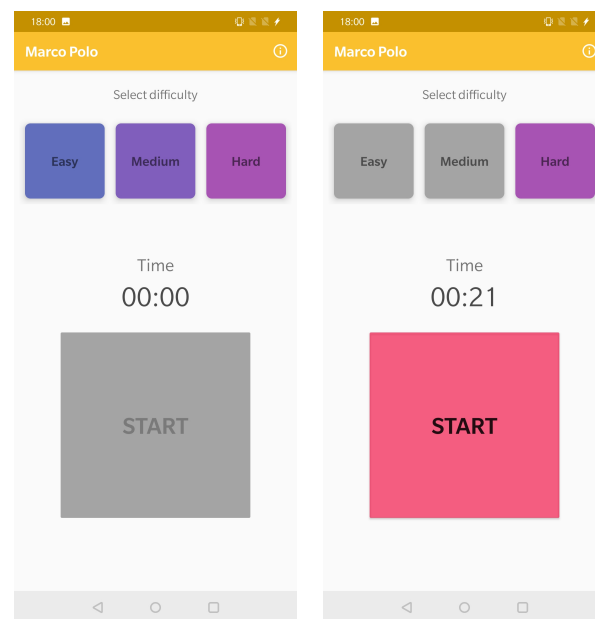 18:00
Marco Polo
Select difficulty
Easy Medium Hard
Time
00:00
START
18:00
Marco Polo
Select difficulty
Easy Medium Hard
Time
00:21
START